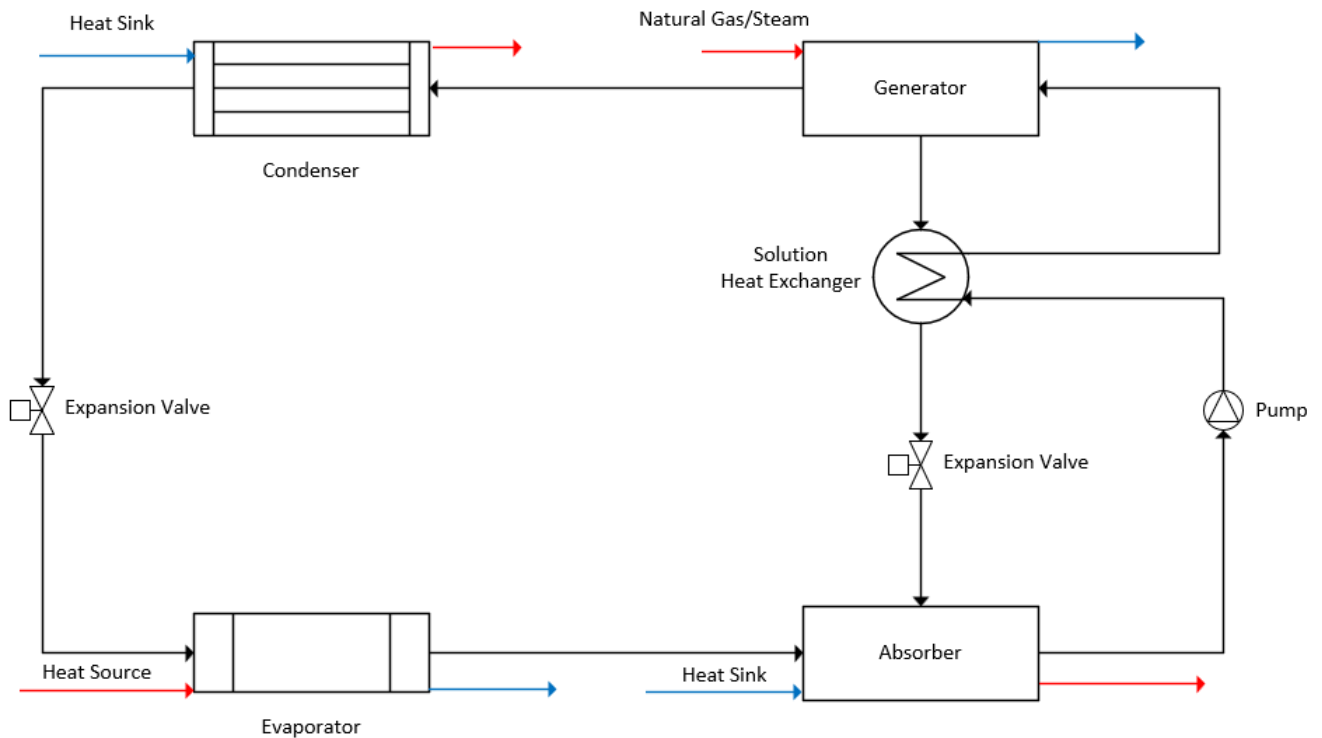 Heat Sink
Natural Gas/Steam
Generator
Condenser
Solution
Heat Exchanger
Expansion Valve
Pump
Expansion Valve
Absorber
Heat Source
Heat Sink
Evaporator